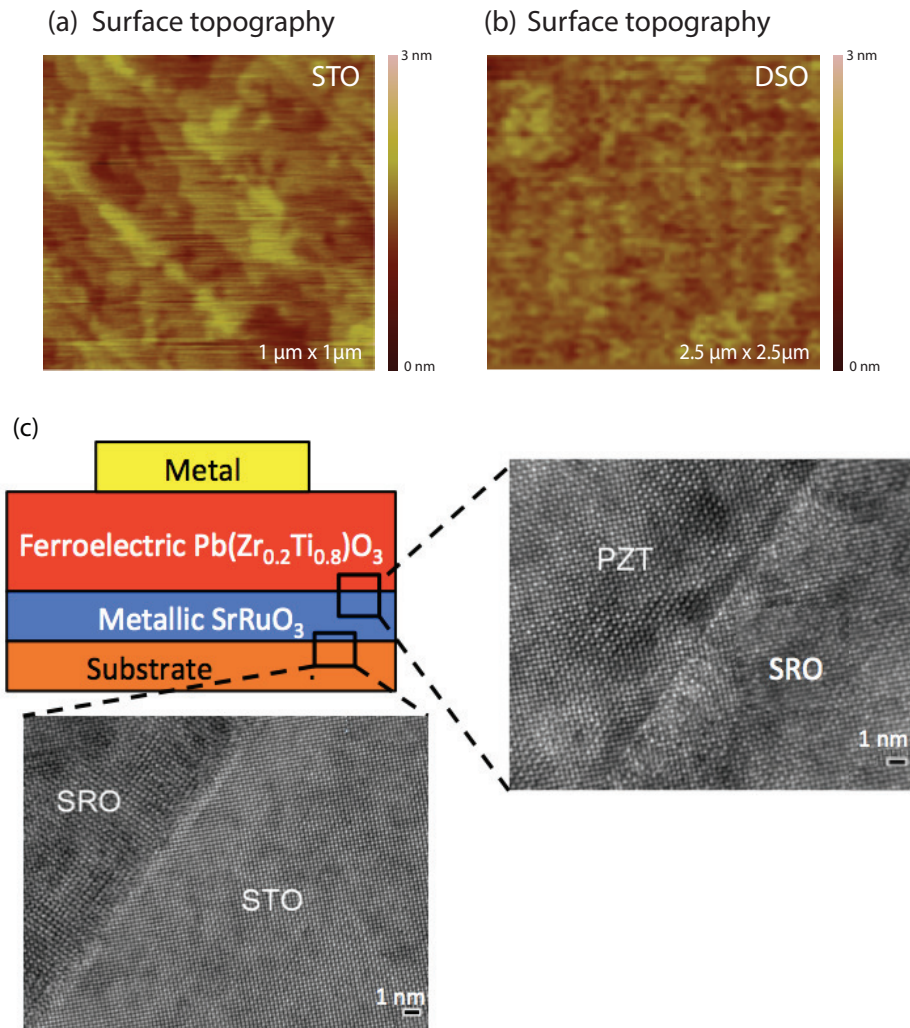 (a) Surface topography
STO
3 nm
1 µm x 1µm
0 nm
(b) Surface topography
DSO
3 nm
2.5 µm x 2.5µm
0 nm
(c)
Metal
Ferroelectric Pb(Zr₀.₂Ti₀.₈)O₃
Metallic SrRuO₃
Substrate
PZT
SRO
1 nm
SRO
STO
1 nm